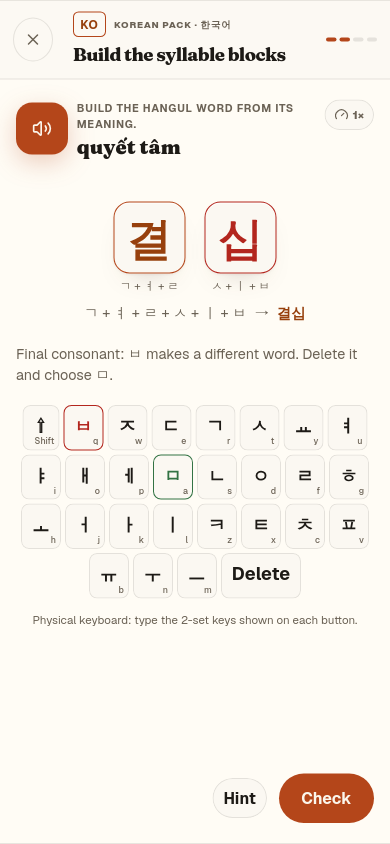 KO KOREAN PACK · 한국어
Build the syllable blocks
BUILD THE HANGUL WORD FROM ITS MEANING.
1×
quyết tâm
결 십
ㄱ + ㅕ + ㄹ ㅅ + ㅣ + ㅂ
ㄱ + ㅕ + ㄹ + ㅅ + ㅣ + ㅂ → 결십
Final consonant: ㅂ makes a different word. Delete it
and choose ㅁ.
⇧ Shift ㅂ q ㅈ w ㄷ e ㄱ r ㅅ t ㅛ y ㅕ u
ㅑ i ㅐ o ㅔ p ㅁ a ㄴ s ㅇ d ㄹ f ㅎ g
ㅗ h ㅓ j ㅏ k ㅣ l ㅋ z ㅌ x ㅊ c ㅍ v
ㅠ b ㅜ n ㅡ m Delete
Physical keyboard: type the 2-set keys shown on each button.
Hint Check